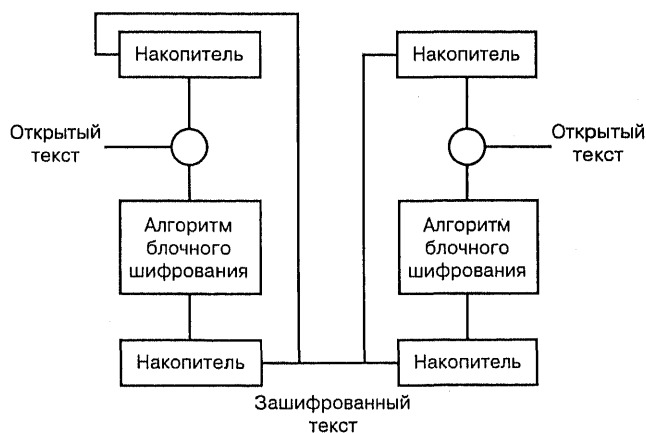 Накопитель
Накопитель
Открытый
текст
Открытый
текст
Алгоритм
блочного
шифрования
Алгоритм
блочного
шифрования
Накопитель
Накопитель
Зашифрованный
текст